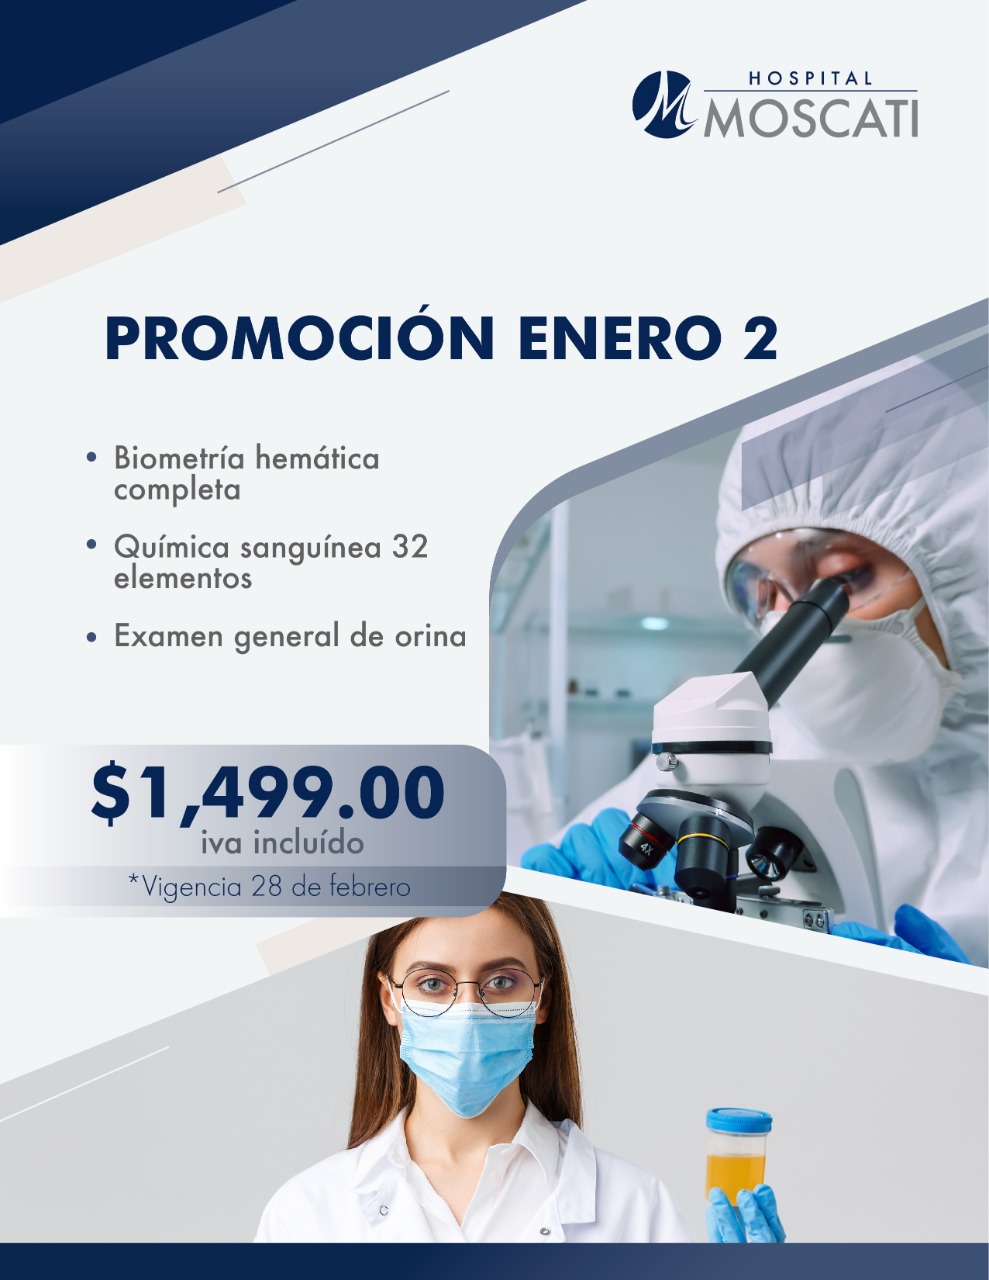 HOSPITAL
MOSCATI
PROMOCIÓN ENERO 2
• Biometría hemática
completa
• Química sanguínea 32
elementos
• Examen general de orina
$1,499.00
iva incluído
*Vigencia 28 de febrero
4X